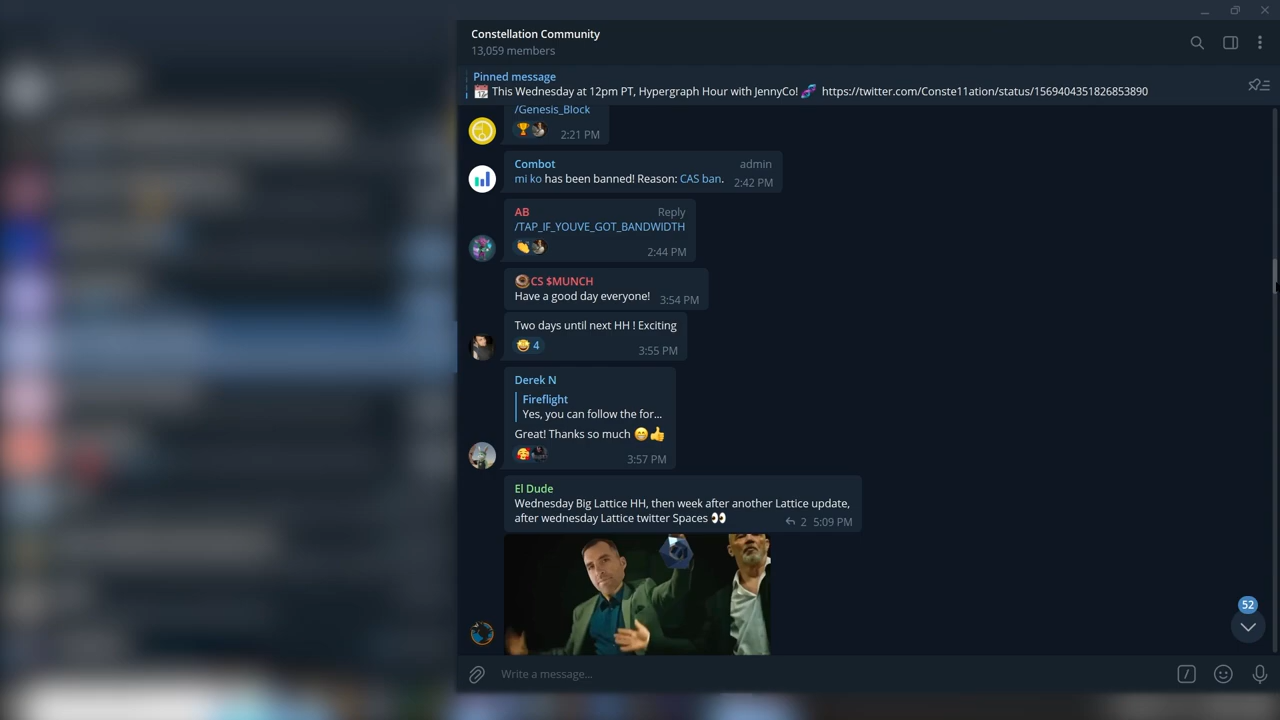 Constellation Community
13,059 members
Pinned message
📅 This Wednesday at 12pm PT, Hypergraph Hour with JennyCo! 🧬 https://twitter.com/Conste11ation/status/1569404351826853890
/Genesis_Block
2:21 PM
Combot admin
mi ko has been banned! Reason: CAS ban. 2:42 PM
AB Reply
/TAP_IF_YOUVE_GOT_BANDWIDTH
2:44 PM
🍩CS $MUNCH
Have a good day everyone! 3:54 PM
Two days until next HH ! Exciting
🤩 4 3:55 PM
Derek N
Fireflight
Yes, you can follow the for...
Great! Thanks so much 😁👍
3:57 PM
El Dude
Wednesday Big Lattice HH, then week after another Lattice update,
after wednesday Lattice twitter Spaces 👀 2 5:09 PM
52
Write a message...